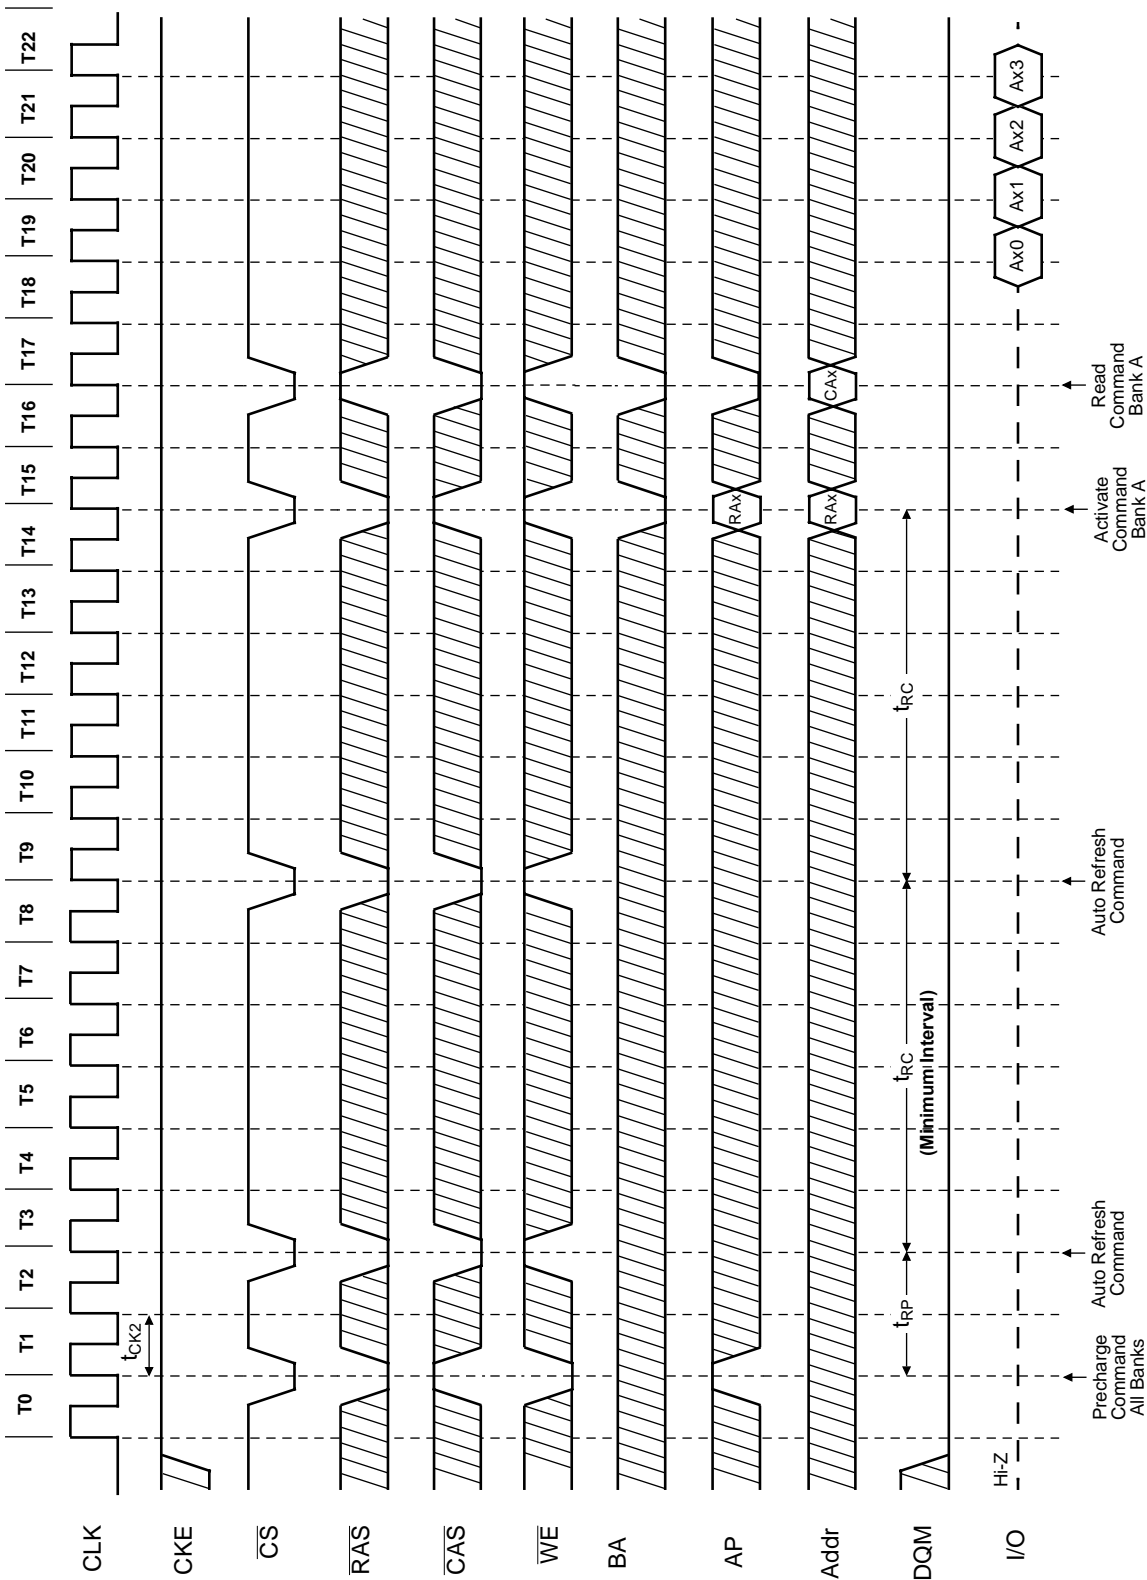 T0 T1 T2 T3 T4 T5 T6 T7 T8 T9 T10 T11 T12 T13 T14 T15 T16 T17 T18 T19 T20 T21 T22
CLK
tCK2
CKE
CS
RAS
CAS
WE
BA
AP
RAx
Addr
RAx
CAx
DQM
tRP
tRC
(Minimum Interval)
tRC
I/O
Hi-Z
Ax0
Ax1
Ax2
Ax3
Precharge
Command
All Banks
Auto Refresh
Command
Auto Refresh
Command
Activate
Command
Bank A
Read
Command
Bank A